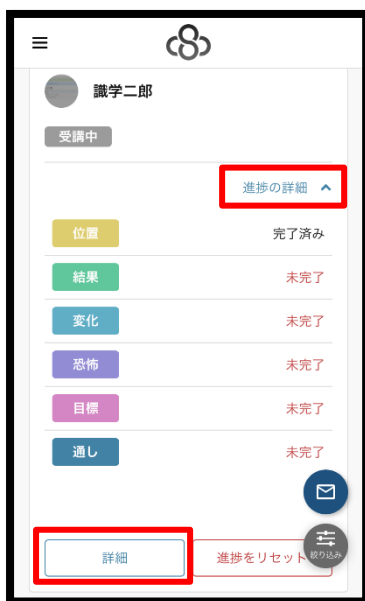 識学二郎
受講中
進捗の詳細
位置 完了済み
結果 未完了
変化 未完了
恐怖 未完了
目標 未完了
通し 未完了
詳細 進捗をリセット
絞り込み